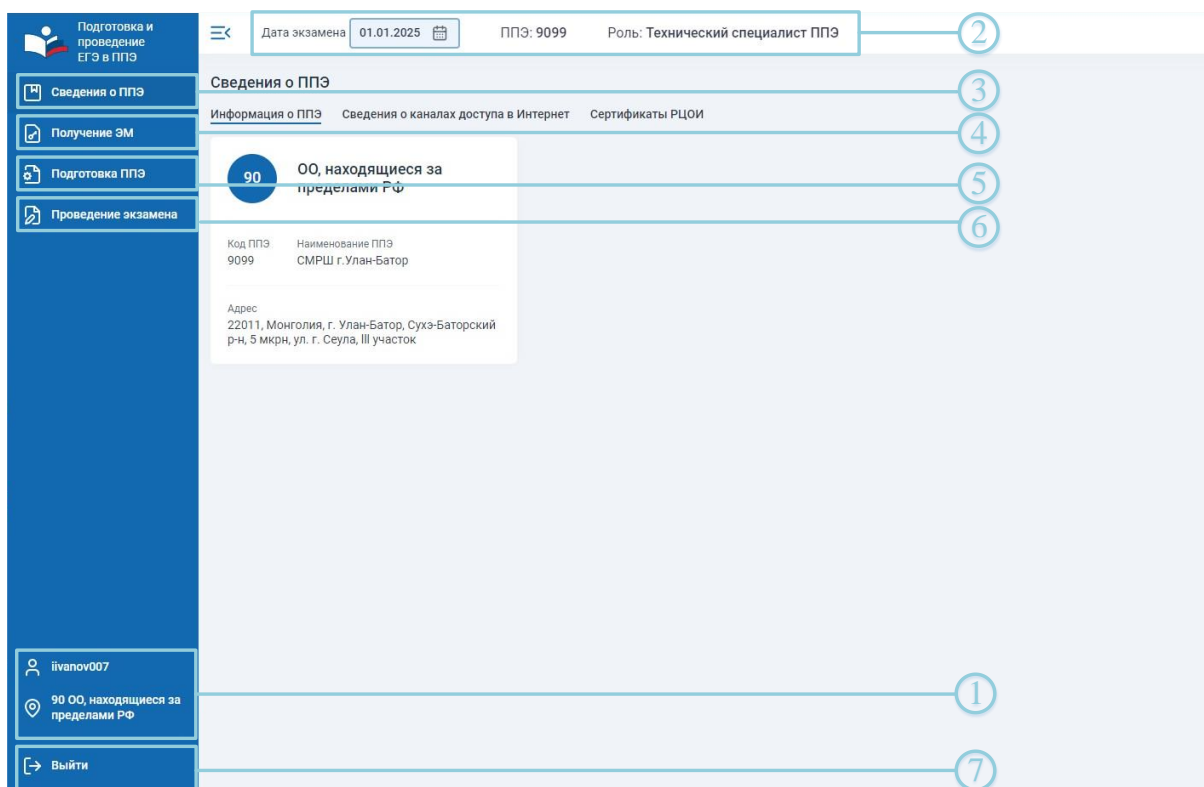 Подготовка и
проведение
ЕГЭ в ППЭ
Дата экзамена 01.01.2025 ППЭ: 9099 Роль: Технический специалист ППЭ
2
Сведения о ППЭ
3
Получение ЭМ
4
Подготовка ППЭ
5
Проведение экзамена
6
Сведения о ППЭ
Информация о ППЭ Сведения о каналах доступа в Интернет Сертификаты РЦОИ
90
ОО, находящиеся за
пределами РФ
Код ППЭ Наименование ППЭ
9099 СМРШ г.Улан-Батор
Адрес
22011, Монголия, г. Улан-Батор, Сухэ-Баторский
р-н, 5 мкрн, ул. г. Сеула, III участок
iivanov007
90 ОО, находящиеся за
пределами РФ
1
Выйти
7